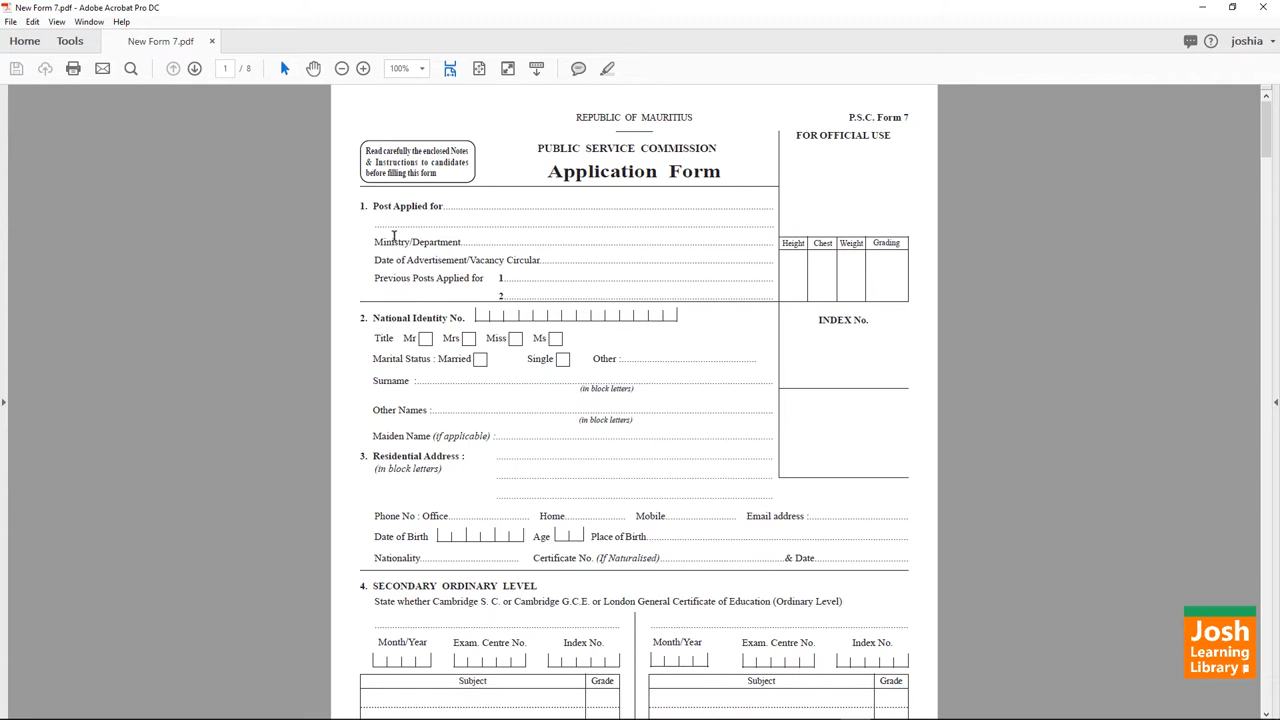 New Form 7.pdf - Adobe Acrobat Pro DC
File Edit View Window Help
Home Tools New Form 7.pdf × joshia
1 / 8 100%
REPUBLIC OF MAURITIUS P.S.C. Form 7
FOR OFFICIAL USE
Read carefully the enclosed Notes
& Instructions to candidates
before filling this form
PUBLIC SERVICE COMMISSION
Application Form
1. Post Applied for
Ministry/Department
Date of Advertisement/Vacancy Circular
Previous Posts Applied for 1
2
Height Chest Weight Grading
2. National Identity No.
INDEX No.
Title Mr Mrs Miss Ms
Marital Status : Married Single Other :
Surname :
(in block letters)
Other Names :
(in block letters)
Maiden Name (if applicable) :
3. Residential Address :
(in block letters)
Phone No : Office Home Mobile Email address :
Date of Birth Age Place of Birth
Nationality Certificate No. (If Naturalised) & Date
4. SECONDARY ORDINARY LEVEL
State whether Cambridge S. C. or Cambridge G.C.E. or London General Certificate of Education (Ordinary Level)
Month/Year Exam. Centre No. Index No. Month/Year Exam. Centre No. Index No.
Subject Grade Subject Grade
Josh
Learning
Library